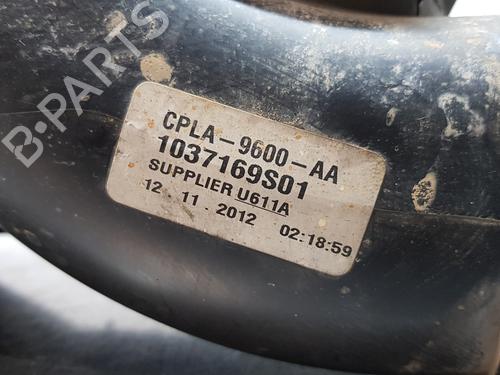 B-PARTS
CPLA-9600-AA
1037169S01
SUPPLIER U611A
12 . 11 . 2012 02:18:59